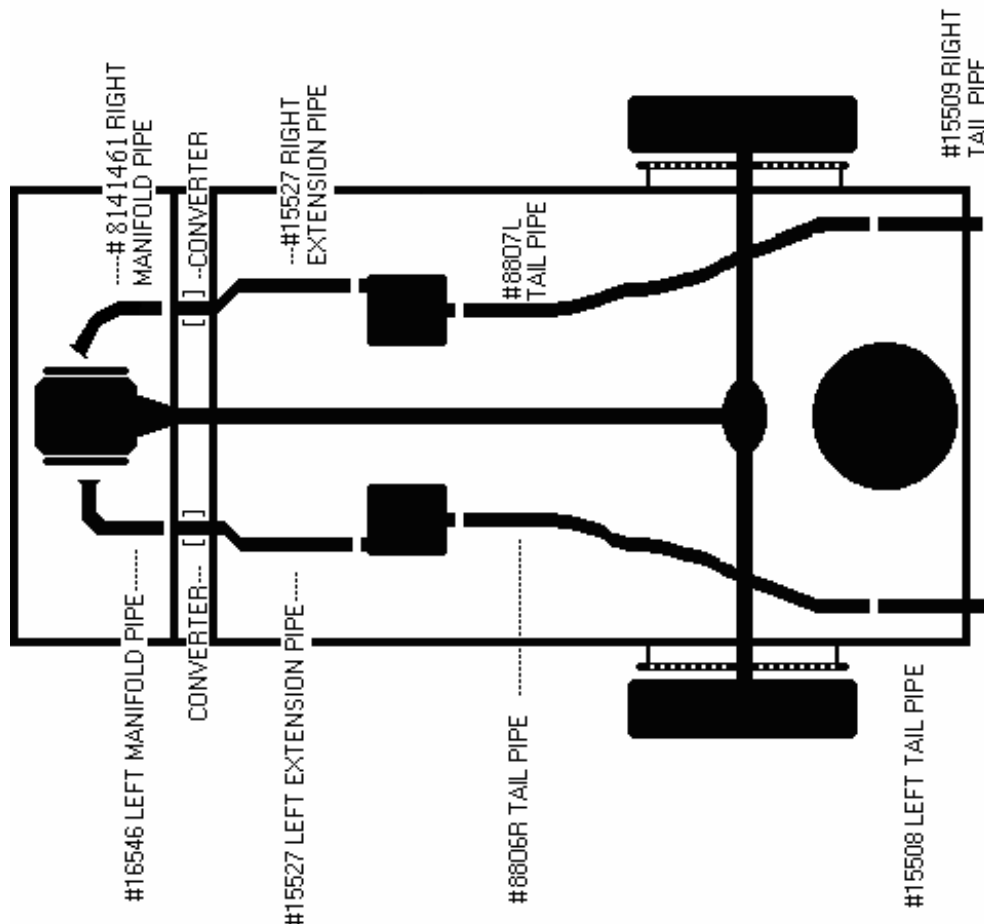 ---# 8141461 RIGHT
MANIFOLD PIPE
[ ] --CONVERTER
--#15527 RIGHT
EXTENSION PIPE
#8807L
TAIL PIPE
#15509 RIGHT
TAIL PIPE
#16546 LEFT MANIFOLD PIPE------
CONVERTER--- [ ]
#15527 LEFT EXTENSION PIPE----
#8806R TAIL PIPE
#15508 LEFT TAIL PIPE